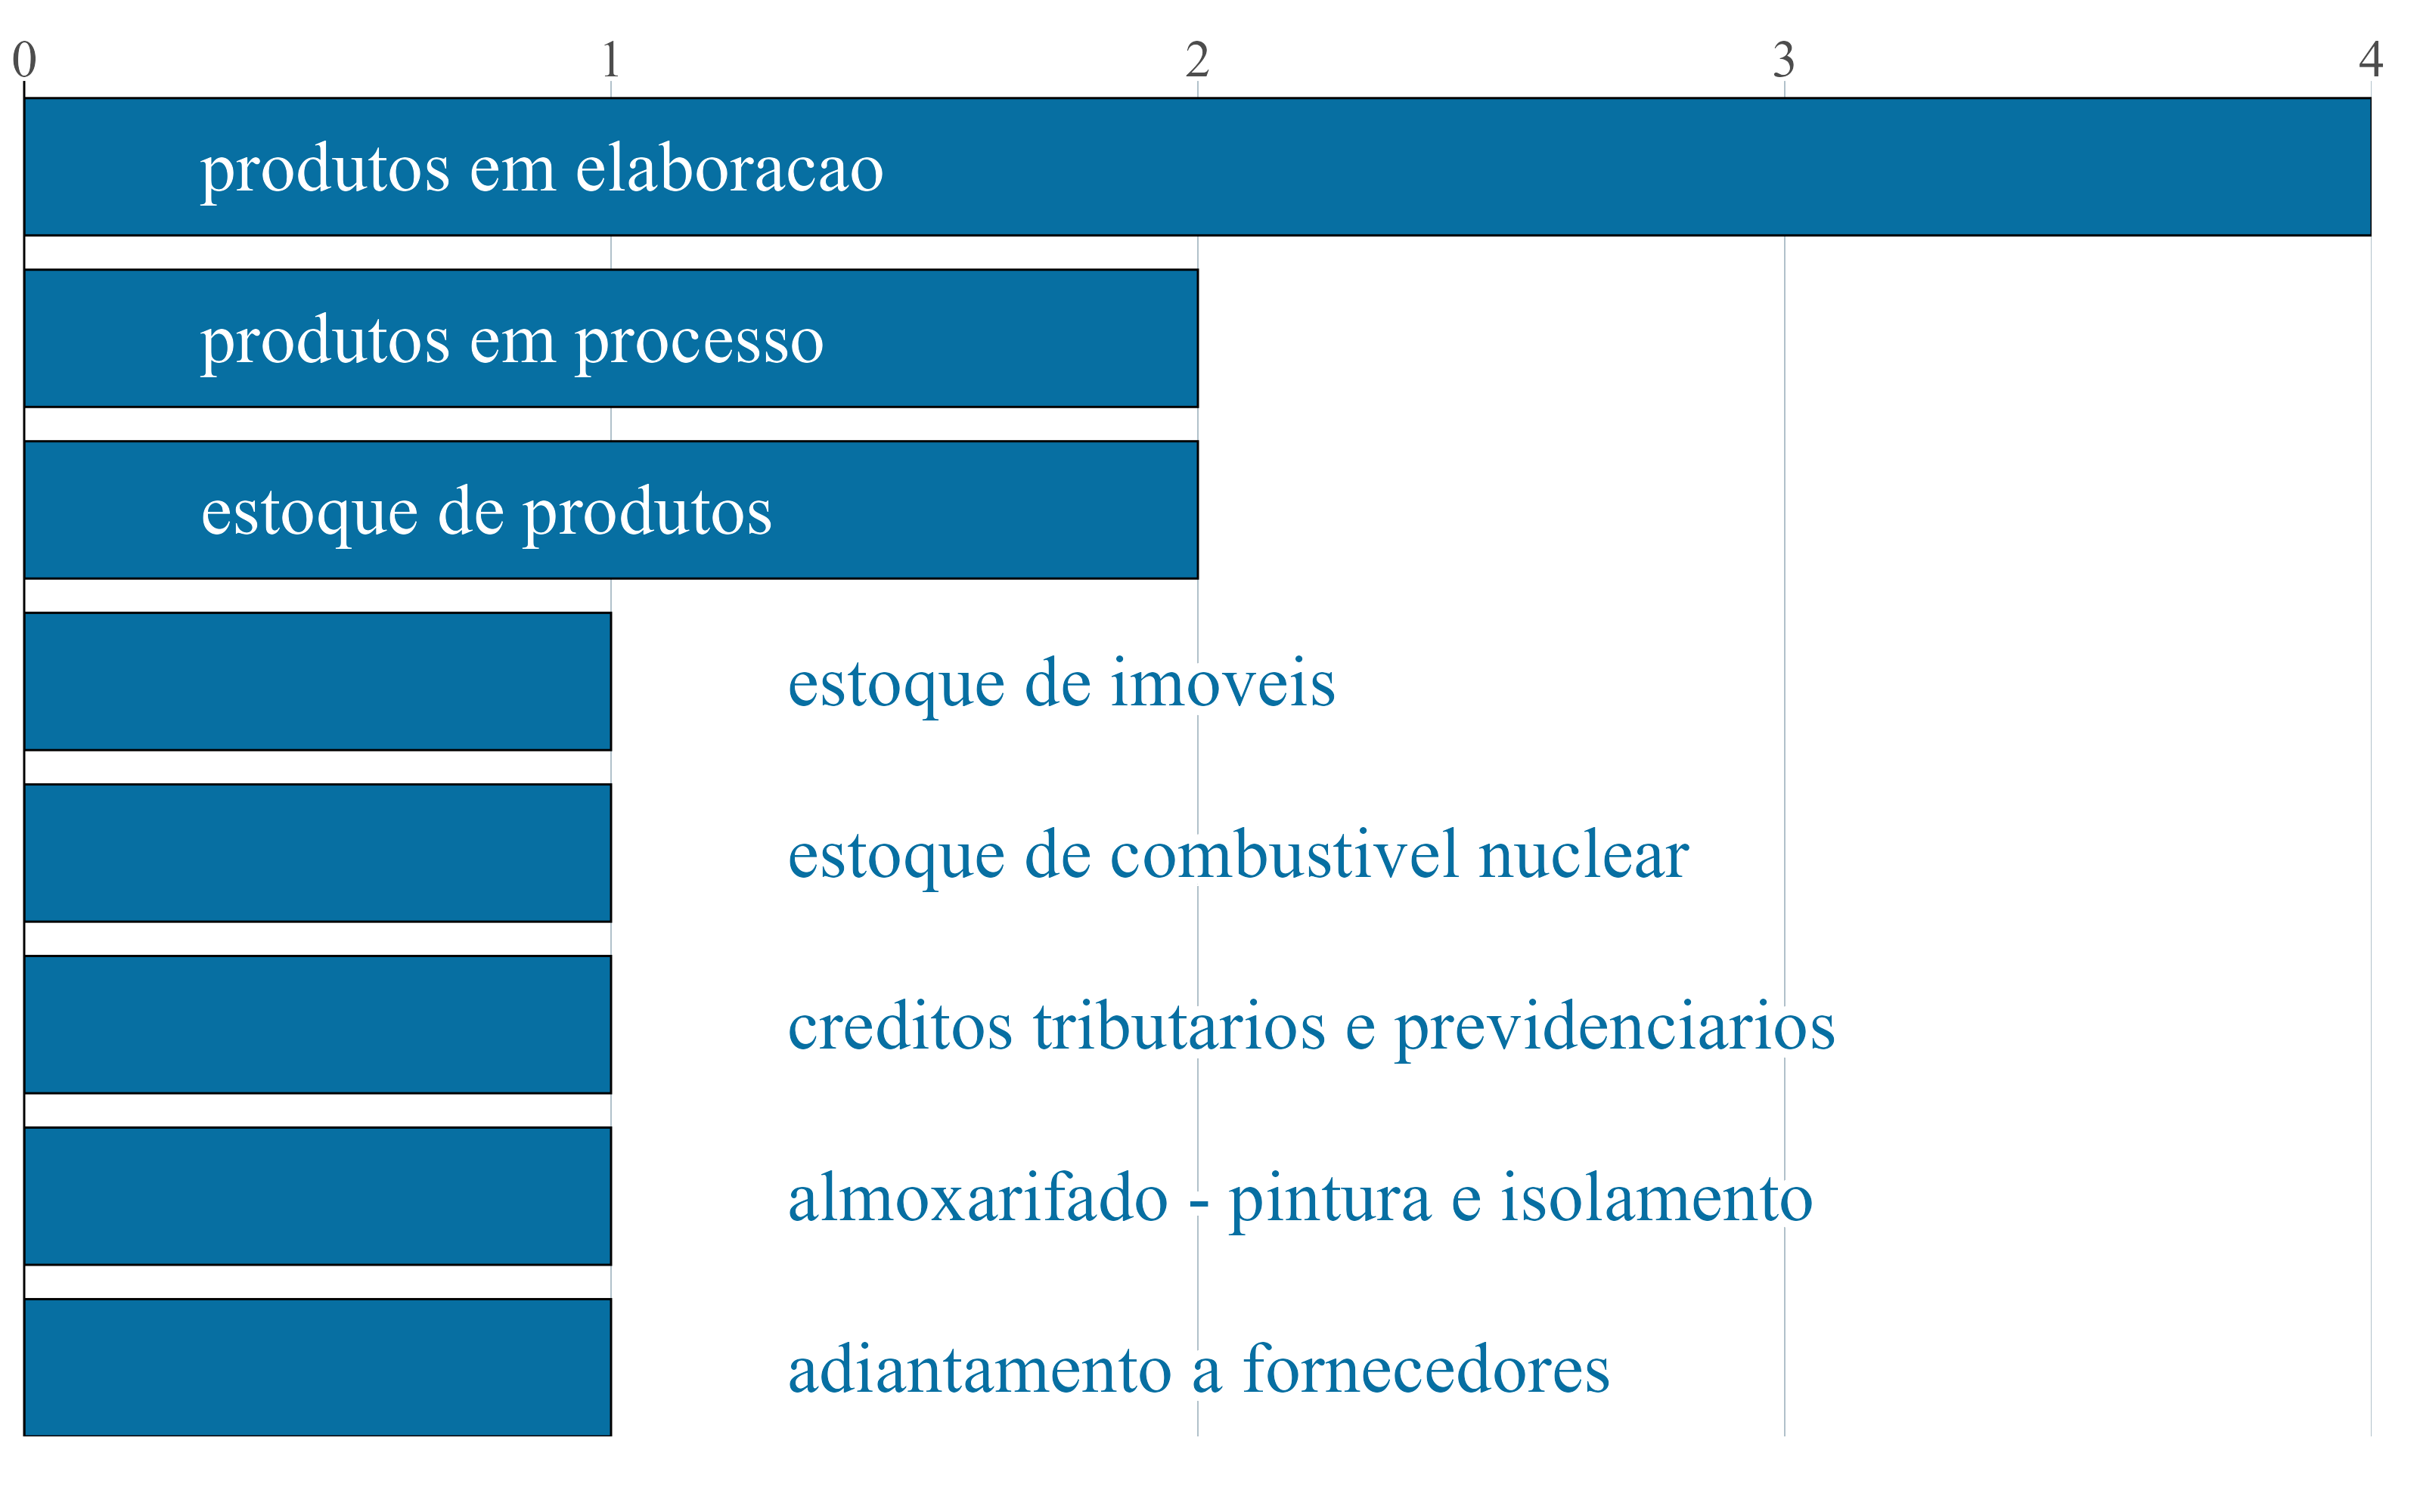 0 1 2 3 4
produtos em elaboracao
produtos em processo
estoque de produtos
estoque de imoveis
estoque de combustivel nuclear
creditos tributarios e previdenciarios
almoxarifado - pintura e isolamento
adiantamento a fornecedores